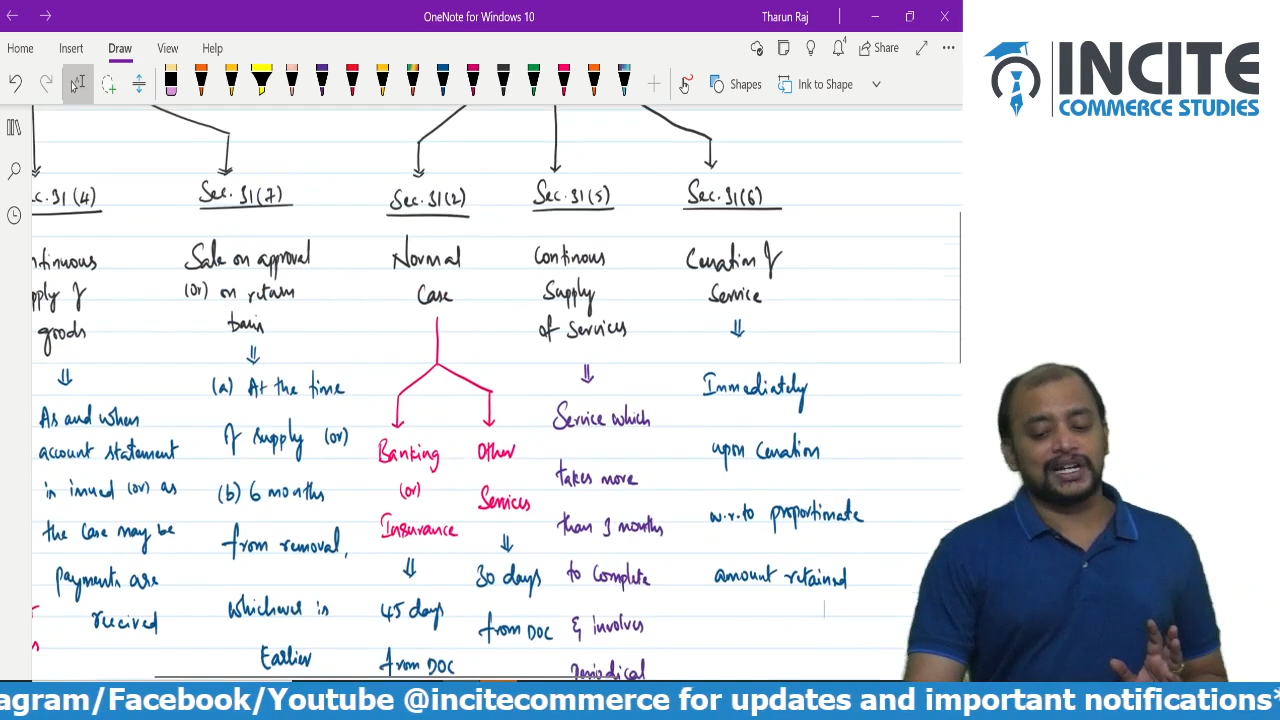 OneNote for Windows 10
Tharun Raj
Home Insert Draw View Help
4
Share
Shapes
Ink to Shape
INCITE
COMMERCE STUDIES
c.31(4)
ntinuous
pply of
goods
⇓
As and when
account statement
is issued (or) as
the case may be
payments are
recived
Sec.31(7)
Sale on approval
(or) on return
basis
⇓
(a) At the time
of supply (or)
(b) 6 months
from removal,
whichever is
Earlier
Sec.31(2)
Normal
Case
Banking
(or)
Insurance
⇓
45 days
from DOC
Other
Services
⇓
30 days
from DOC
Sec.31(5)
Continous
Supply
of Services
⇓
Service which
takes more
than 3 months
to Complete
& involves
periodical
Sec.31(6)
Cessation of
Service
⇓
Immediately
upon Cessation
w.r.to proportimate
amount retained
agram/Facebook/Youtube @incitecommerce for updates and important notifications*